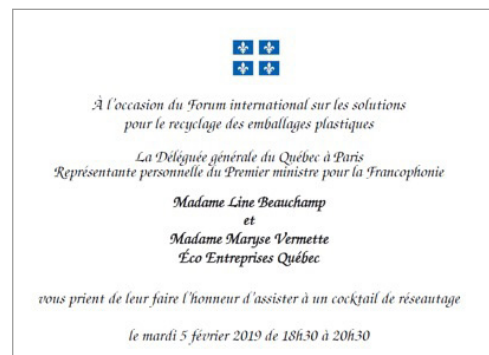 À l'occasion du Forum international sur les solutions
pour le recyclage des emballages plastiques
La Déléguée générale du Québec à Paris
Représentante personnelle du Premier ministre pour la Francophonie
Madame Line Beauchamp
et
Madame Maryse Vermette
Éco Entreprises Québec
vous prient de leur faire l'honneur d'assister à un cocktail de réseautage
le mardi 5 février 2019 de 18h30 à 20h30